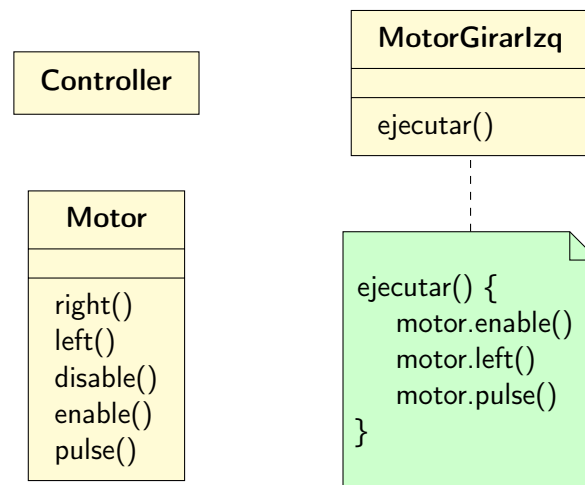 Controller
MotorGirarIzq
ejecutar()
Motor
right()
left()
disable()
enable()
pulse()
ejecutar() {
motor.enable()
motor.left()
motor.pulse()
}